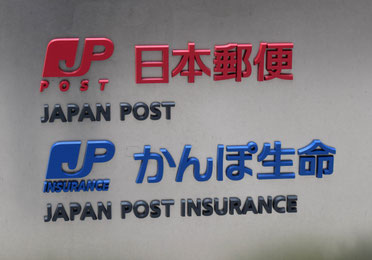 JP
POST
日本郵便
JAPAN POST
JP
INSURANCE
かんぽ生命
JAPAN POST INSURANCE